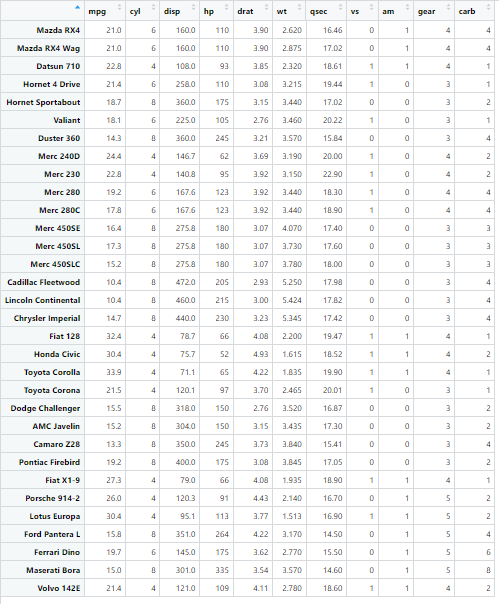 mpg cyl disp hp drat wt qsec vs am gear carb
Mazda RX4 21.0 6 160.0 110 3.90 2.620 16.46 0 1 4 4
Mazda RX4 Wag 21.0 6 160.0 110 3.90 2.875 17.02 0 1 4 4
Datsun 710 22.8 4 108.0 93 3.85 2.320 18.61 1 1 4 1
Hornet 4 Drive 21.4 6 258.0 110 3.08 3.215 19.44 1 0 3 1
Hornet Sportabout 18.7 8 360.0 175 3.15 3.440 17.02 0 0 3 2
Valiant 18.1 6 225.0 105 2.76 3.460 20.22 1 0 3 1
Duster 360 14.3 8 360.0 245 3.21 3.570 15.84 0 0 3 4
Merc 240D 24.4 4 146.7 62 3.69 3.190 20.00 1 0 4 2
Merc 230 22.8 4 140.8 95 3.92 3.150 22.90 1 0 4 2
Merc 280 19.2 6 167.6 123 3.92 3.440 18.30 1 0 4 4
Merc 280C 17.8 6 167.6 123 3.92 3.440 18.90 1 0 4 4
Merc 450SE 16.4 8 275.8 180 3.07 4.070 17.40 0 0 3 3
Merc 450SL 17.3 8 275.8 180 3.07 3.730 17.60 0 0 3 3
Merc 450SLC 15.2 8 275.8 180 3.07 3.780 18.00 0 0 3 3
Cadillac Fleetwood 10.4 8 472.0 205 2.93 5.250 17.98 0 0 3 4
Lincoln Continental 10.4 8 460.0 215 3.00 5.424 17.82 0 0 3 4
Chrysler Imperial 14.7 8 440.0 230 3.23 5.345 17.42 0 0 3 4
Fiat 128 32.4 4 78.7 66 4.08 2.200 19.47 1 1 4 1
Honda Civic 30.4 4 75.7 52 4.93 1.615 18.52 1 1 4 2
Toyota Corolla 33.9 4 71.1 65 4.22 1.835 19.90 1 1 4 1
Toyota Corona 21.5 4 120.1 97 3.70 2.465 20.01 1 0 3 1
Dodge Challenger 15.5 8 318.0 150 2.76 3.520 16.87 0 0 3 2
AMC Javelin 15.2 8 304.0 150 3.15 3.435 17.30 0 0 3 2
Camaro Z28 13.3 8 350.0 245 3.73 3.840 15.41 0 0 3 4
Pontiac Firebird 19.2 8 400.0 175 3.08 3.845 17.05 0 0 3 2
Fiat X1-9 27.3 4 79.0 66 4.08 1.935 18.90 1 1 4 1
Porsche 914-2 26.0 4 120.3 91 4.43 2.140 16.70 0 1 5 2
Lotus Europa 30.4 4 95.1 113 3.77 1.513 16.90 1 1 5 2
Ford Pantera L 15.8 8 351.0 264 4.22 3.170 14.50 0 1 5 4
Ferrari Dino 19.7 6 145.0 175 3.62 2.770 15.50 0 1 5 6
Maserati Bora 15.0 8 301.0 335 3.54 3.570 14.60 0 1 5 8
Volvo 142E 21.4 4 121.0 109 4.11 2.780 18.60 1 1 4 2